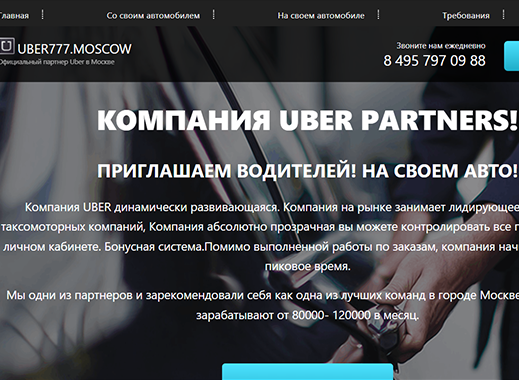 Главная Со своим автомобилем На своем автомобиле Требования
UBER777.MOSCOW
Официальный партнер Uber в Москве
Звоните нам ежедневно
8 495 797 09 88
КОМПАНИЯ UBER PARTNERS!
ПРИГЛАШАЕМ ВОДИТЕЛЕЙ! НА СВОЕМ АВТО!
Компания UBER динамически развивающаяся. Компания на рынке занимает лидирующее
таксомоторных компаний, Компания абсолютно прозрачная вы можете контролировать все
личном кабинете. Бонусная система.Помимо выполненной работы по заказам, компания нач
пиковое время.
Мы одни из партнеров и зарекомендовали себя как одна из лучших команд в городе Москве
зарабатывают от 80000- 120000 в месяц.